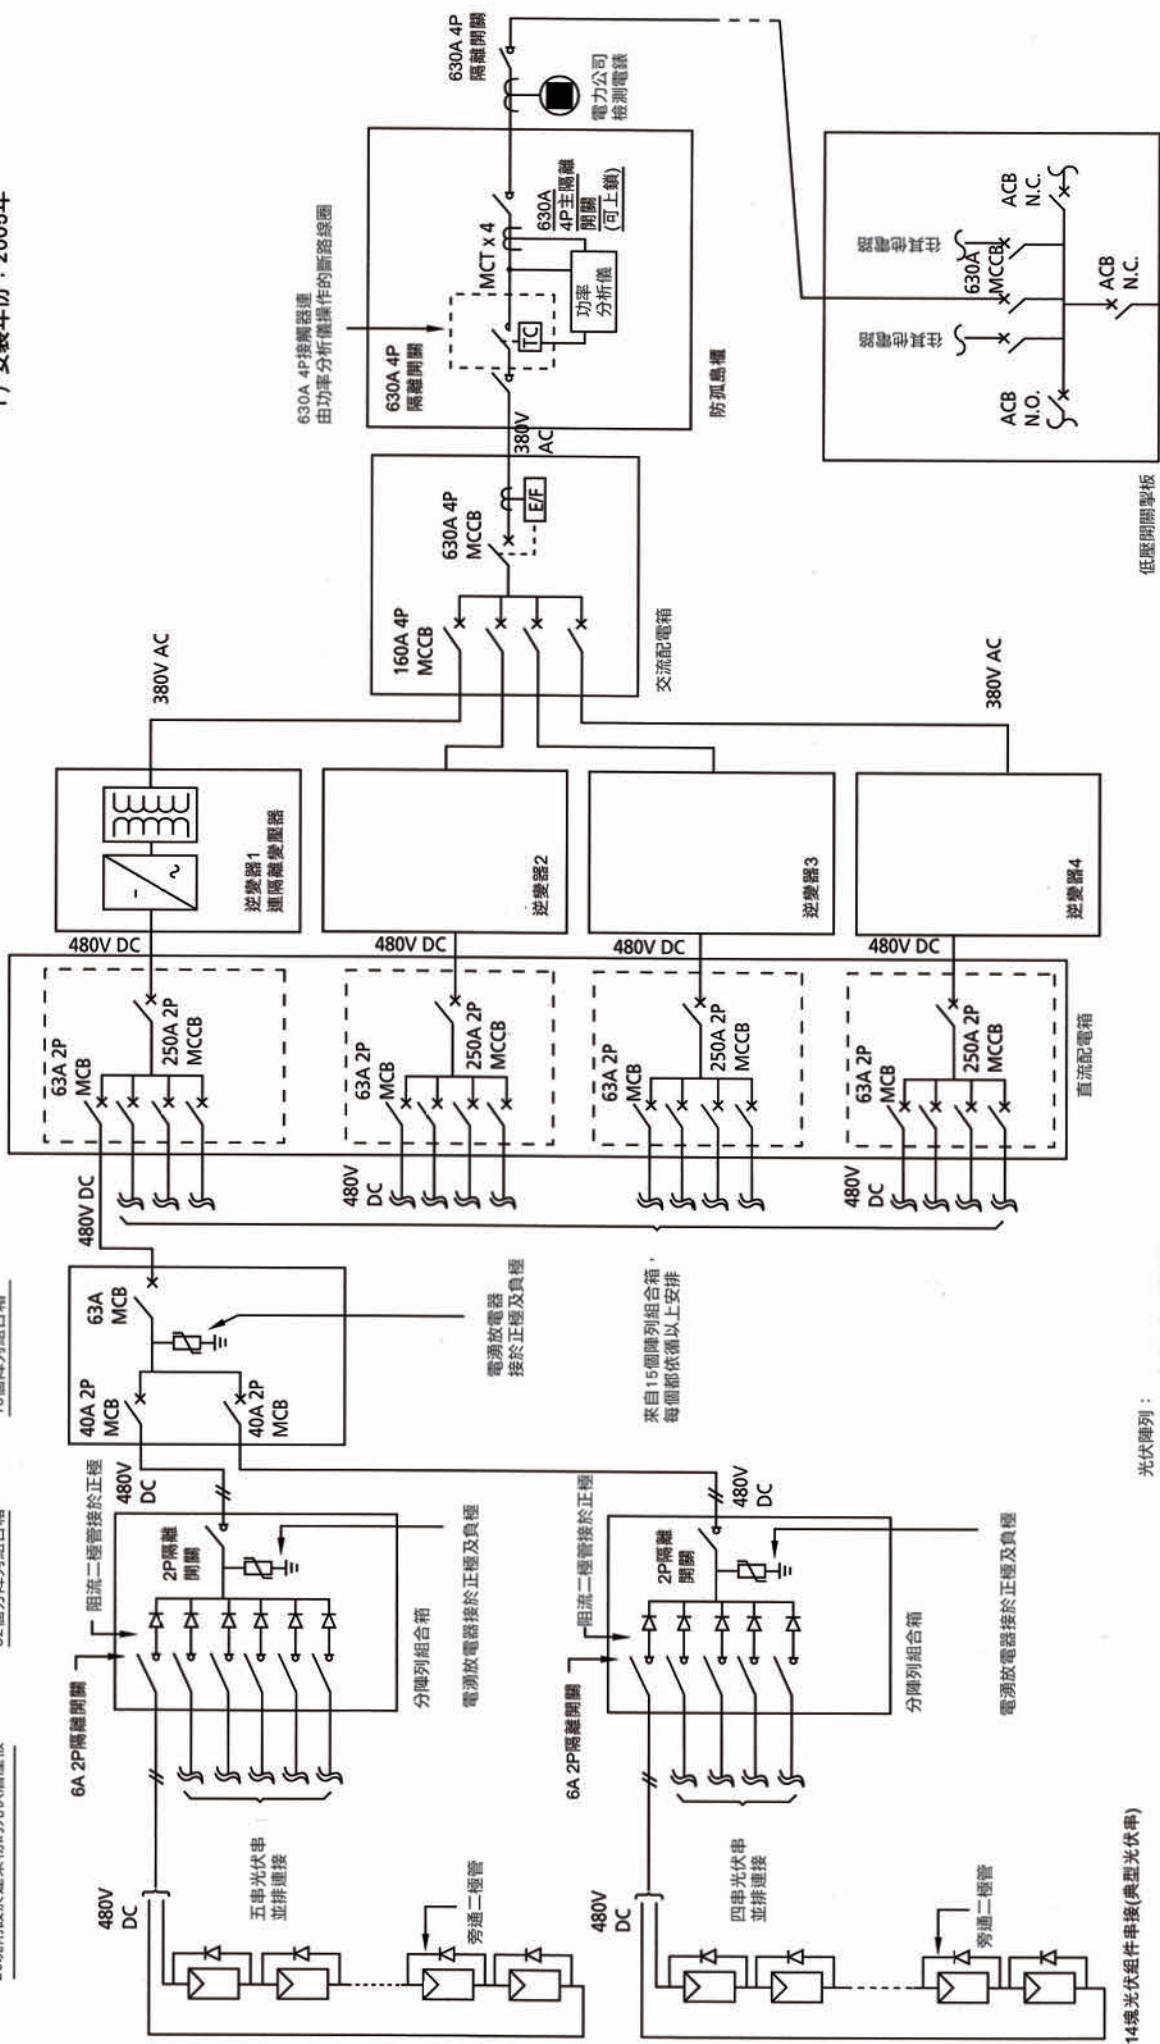 安裝年份：2005年
14塊光伏組件串接(典型光伏串)
480V
DC
旁通二極管
五串光伏串
並排連接
6A 2P隔離開關
阻流二極管接於正極
2P隔離
開關
分陣列組合箱
電湧放電器接於正極及負極
480V
DC
480V
DC
旁通二極管
四串光伏串
並排連接
6A 2P隔離開關
阻流二極管接於正極
2P隔離
開關
分陣列組合箱
電湧放電器接於正極及負極
480V
DC
40A 2P
MCB
40A 2P
MCB
63A
MCB
電湧放電器
接於正極及負極
480V DC
來自15個陣列組合箱，
每個都依循以上安排
光伏陣列：
63A 2P
MCB
250A 2P
MCCB
480V DC
480V
DC
63A 2P
MCB
250A 2P
MCCB
480V DC
63A 2P
MCB
250A 2P
MCCB
480V DC
480V
DC
63A 2P
MCB
250A 2P
MCCB
480V DC
直流配電箱
逆變器1
連隔離變壓器
逆變器2
逆變器3
逆變器4
380V AC
380V AC
160A 4P
MCCB
630A 4P
MCCB
E/F
交流配電箱
380V
AC
630A 4P接觸器連
由功率分析儀操作的斷路線圈
630A 4P
隔離開關
TC
MCT x 4
功率
分析儀
630A
4P主隔離
開關
(可上鎖)
防孤島櫃
630A 4P
隔離開關
電力公司
檢測電錶
ACB
N.O.
往其他電路
630A
MCCB
往其他電路
ACB
N.C.
ACB
N.C.
低壓開關掣板